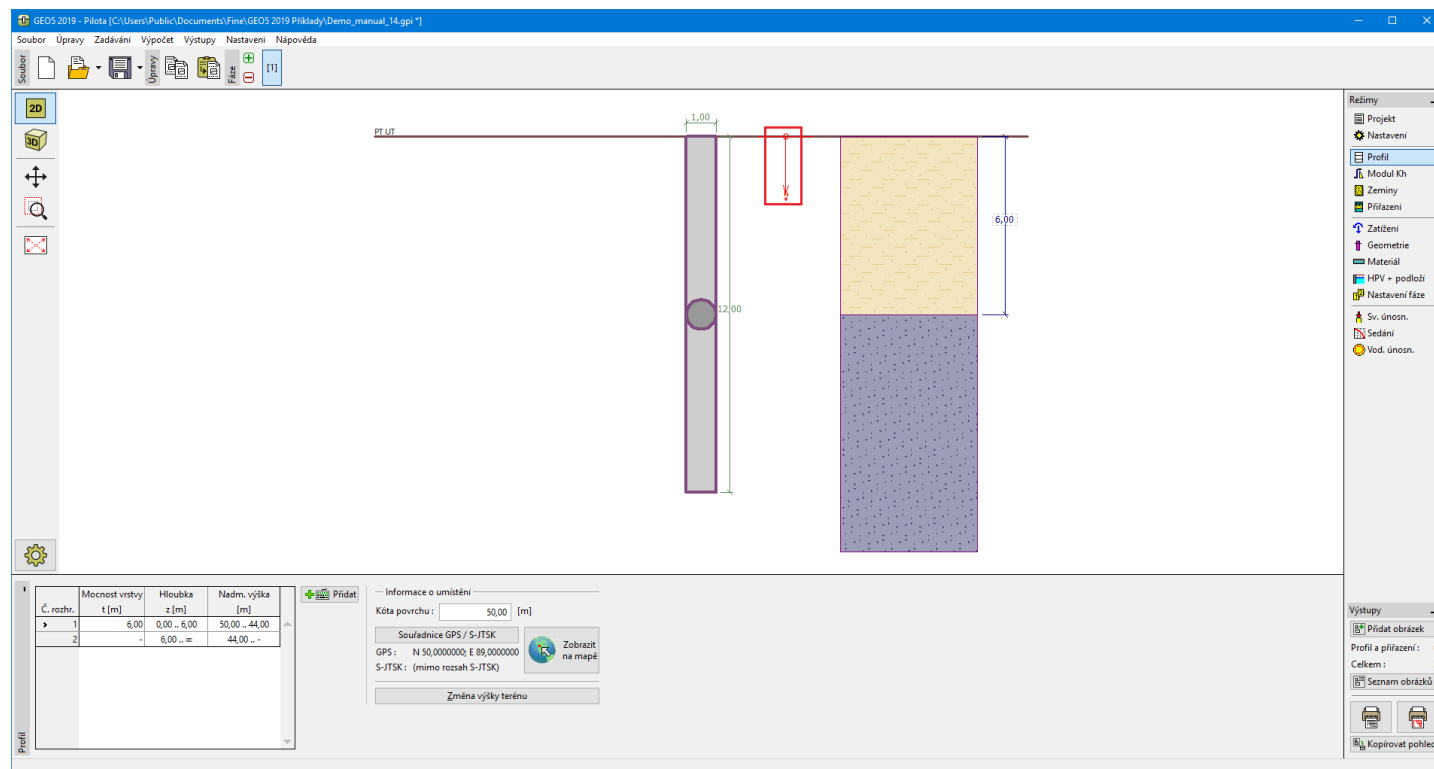 GEO5 2019 - Pilota [C:\Users\Public\Documents\Fine\GEO5 2019 Příklady\Demo_manual_14.gpi *]
Soubor Úpravy Zadávání Výpočet Výstupy Nastavení Nápověda
Soubor
Úpravy
Fáze
[1]
2D
3D
PT UT
1,00
12,00
6,00
+z
Režimy
Projekt
Nastavení
Profil
Modul Kh
Zeminy
Přiřazení
Zatížení
Geometrie
Materiál
HPV + podloží
Nastavení fáze
Sv. únosn.
Sedání
Vod. únosn.
Výstupy
Přidat obrázek
Profil a přiřazení :
Celkem :
Seznam obrázků
Kopírovat pohled
Profil
Č. rozhr. Mocnost vrstvy t [m] Hloubka z [m] Nadm. výška [m]
1 6,00 0,00 .. 6,00 50,00 .. 44,00
2 - 6,00 .. ∞ 44,00 .. -
Přidat
Informace o umístění
Kóta povrchu : 50,00 [m]
Souřadnice GPS / S-JTSK
GPS : N 50,0000000; E 89,0000000
S-JTSK : (mimo rozsah S-JTSK)
Zobrazit
na mapě
Změna výšky terénu